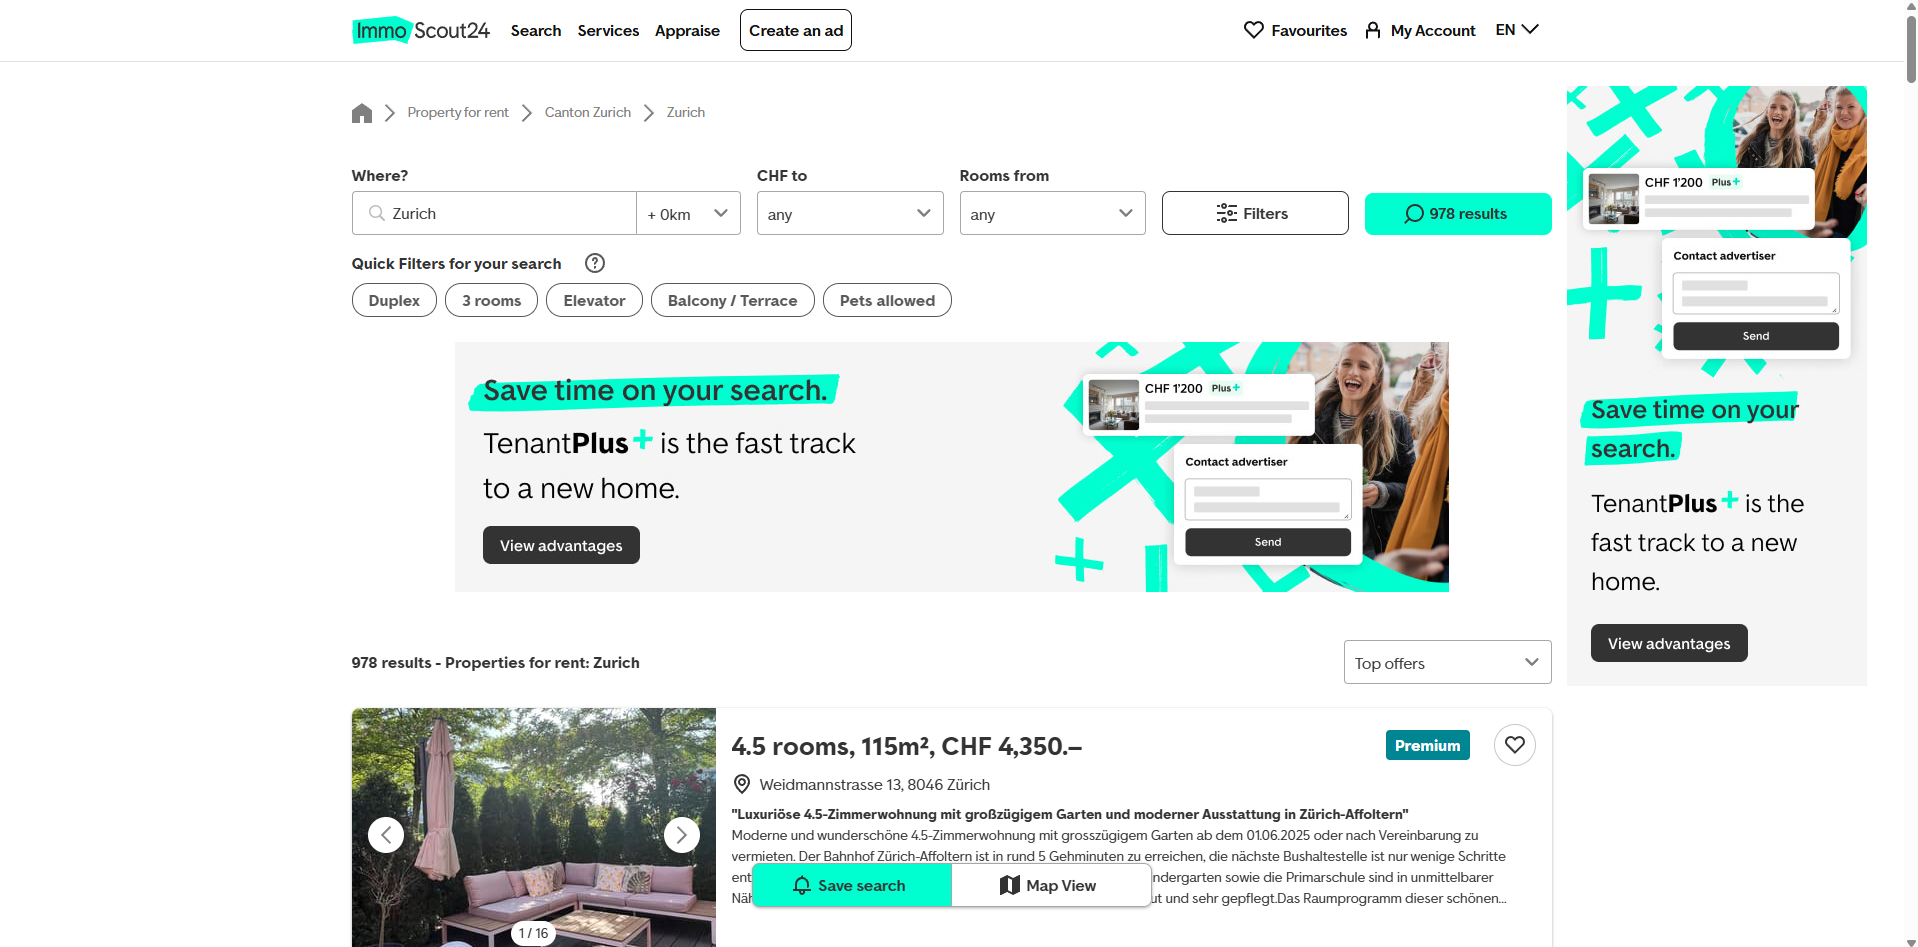 ImmoScout24 Search Services Appraise Create an ad Favourites My Account EN
Property for rent Canton Zurich Zurich
Where? CHF to Rooms from
Zurich + 0km any any Filters 978 results
Quick Filters for your search ?
Duplex 3 rooms Elevator Balcony / Terrace Pets allowed
Save time on your search.
TenantPlus+ is the fast track
to a new home.
View advantages
CHF 1'200 Plus+
Contact advertiser
Send
CHF 1'200 Plus+
Contact advertiser
Send
Save time on your
search.
TenantPlus+ is the
fast track to a new
home.
View advantages
978 results - Properties for rent: Zurich
Top offers
4.5 rooms, 115m², CHF 4,350.–
Premium
Weidmannstrasse 13, 8046 Zürich
"Luxuriöse 4.5-Zimmerwohnung mit großzügigem Garten und moderner Ausstattung in Zürich-Affoltern"
Moderne und wunderschöne 4.5-Zimmerwohnung mit grosszügigem Garten ab dem 01.06.2025 oder nach Vereinbarung zu
vermieten. Der Bahnhof Zürich-Affoltern ist in rund 5 Gehminuten zu erreichen, die nächste Bushaltestelle ist nur wenige Schritte
ent ndergarten sowie die Primarschule sind in unmittelbarer
Näh ut und sehr gepflegt.Das Raumprogramm dieser schönen...
Save search Map View
1 / 16